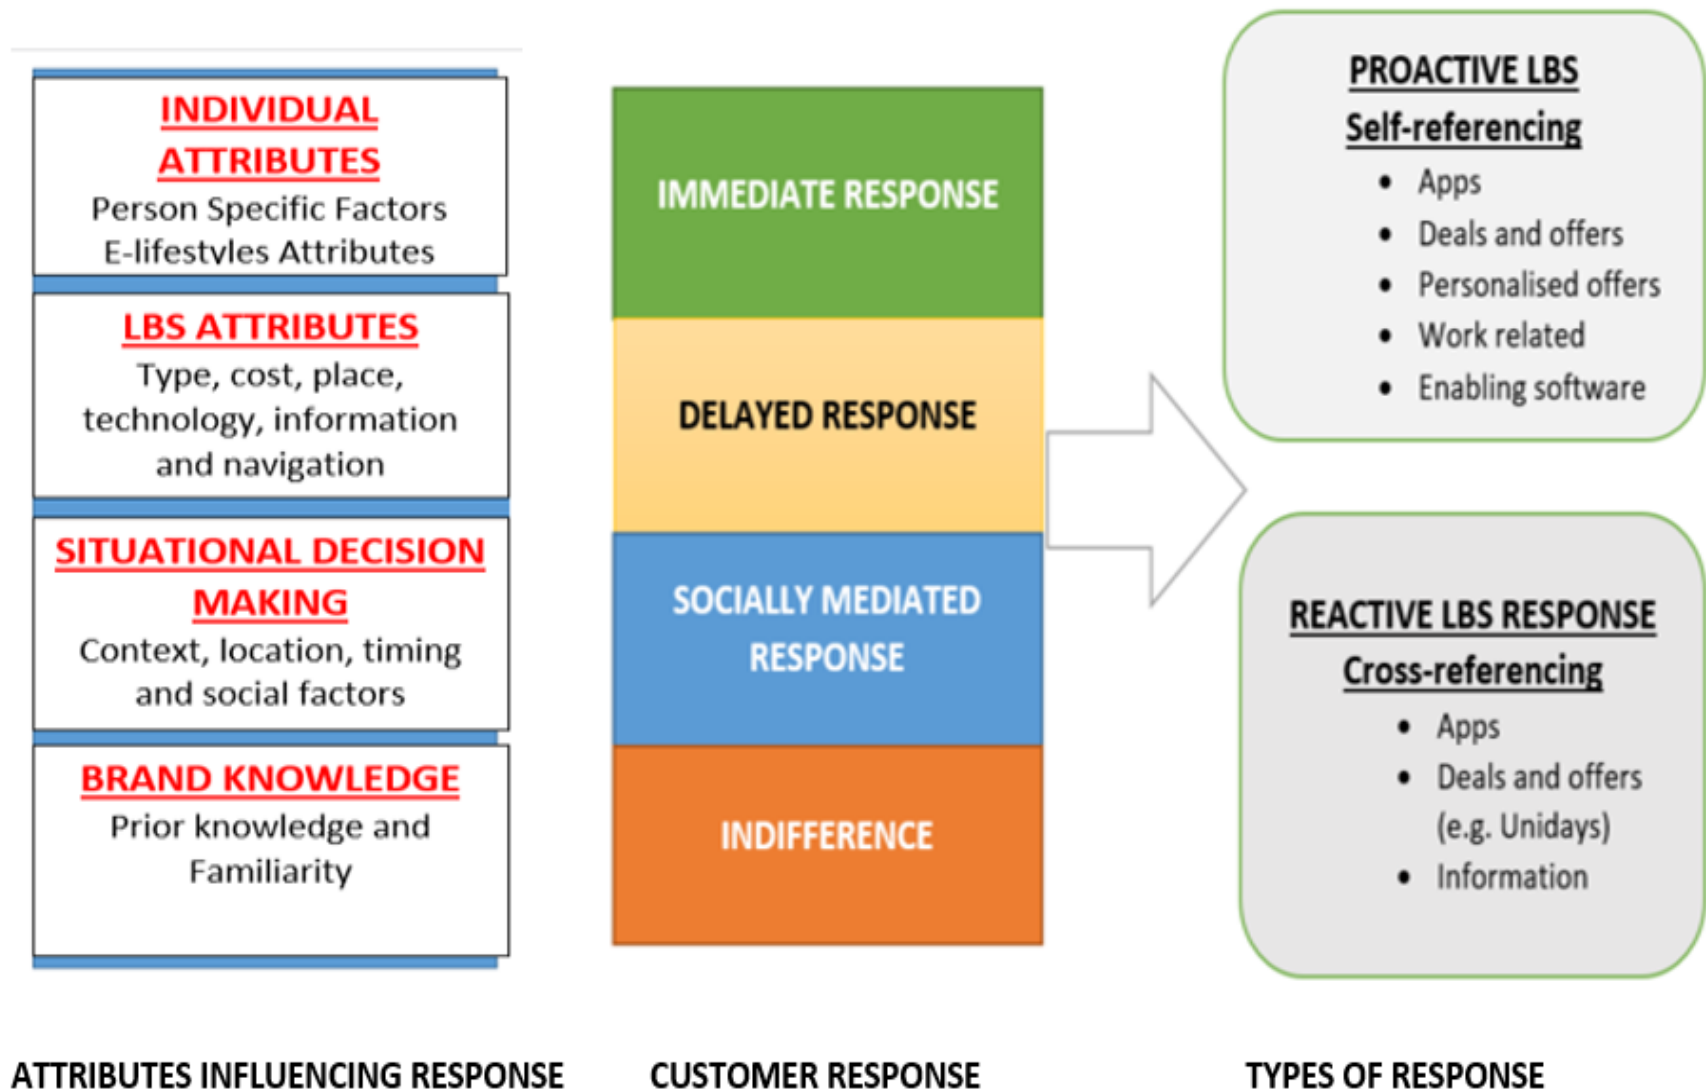 INDIVIDUAL
ATTRIBUTES
Person Specific Factors
E-lifestyles Attributes
LBS ATTRIBUTES
Type, cost, place,
technology, information
and navigation
SITUATIONAL DECISION
MAKING
Context, location, timing
and social factors
BRAND KNOWLEDGE
Prior knowledge and
Familiarity
ATTRIBUTES INFLUENCING RESPONSE
IMMEDIATE RESPONSE
DELAYED RESPONSE
SOCIALLY MEDIATED
RESPONSE
INDIFFERENCE
CUSTOMER RESPONSE
PROACTIVE LBS
Self-referencing
• Apps
• Deals and offers
• Personalised offers
• Work related
• Enabling software
REACTIVE LBS RESPONSE
Cross-referencing
• Apps
• Deals and offers
(e.g. Unidays)
• Information
TYPES OF RESPONSE